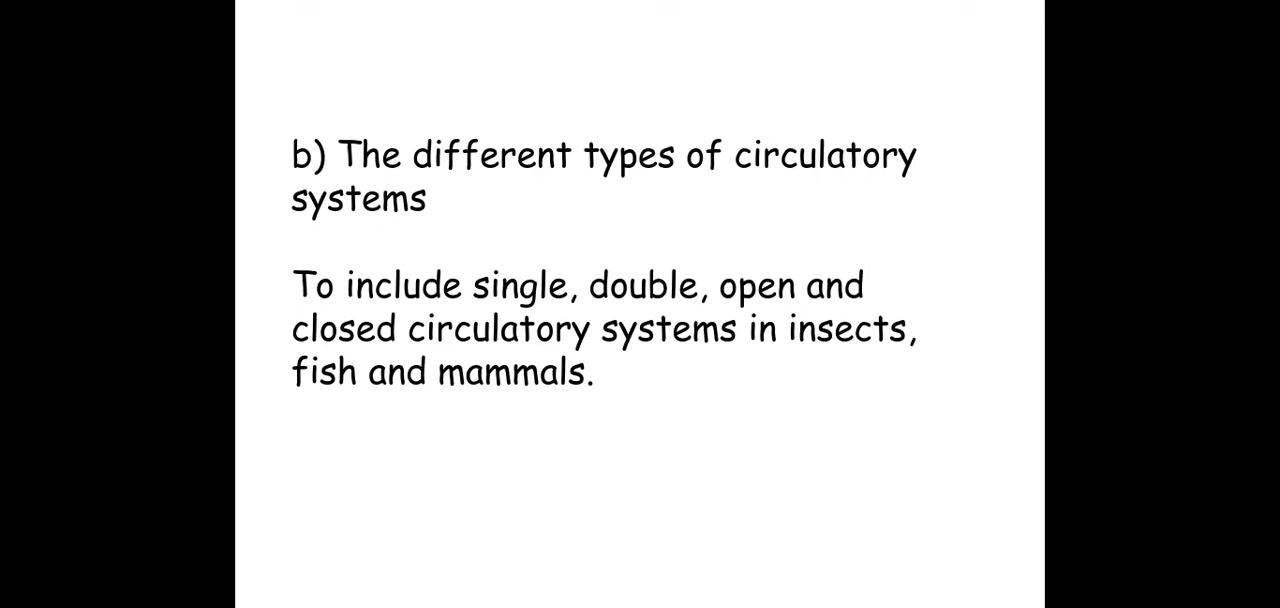 b) The different types of circulatory
systems
To include single, double, open and
closed circulatory systems in insects,
fish and mammals.